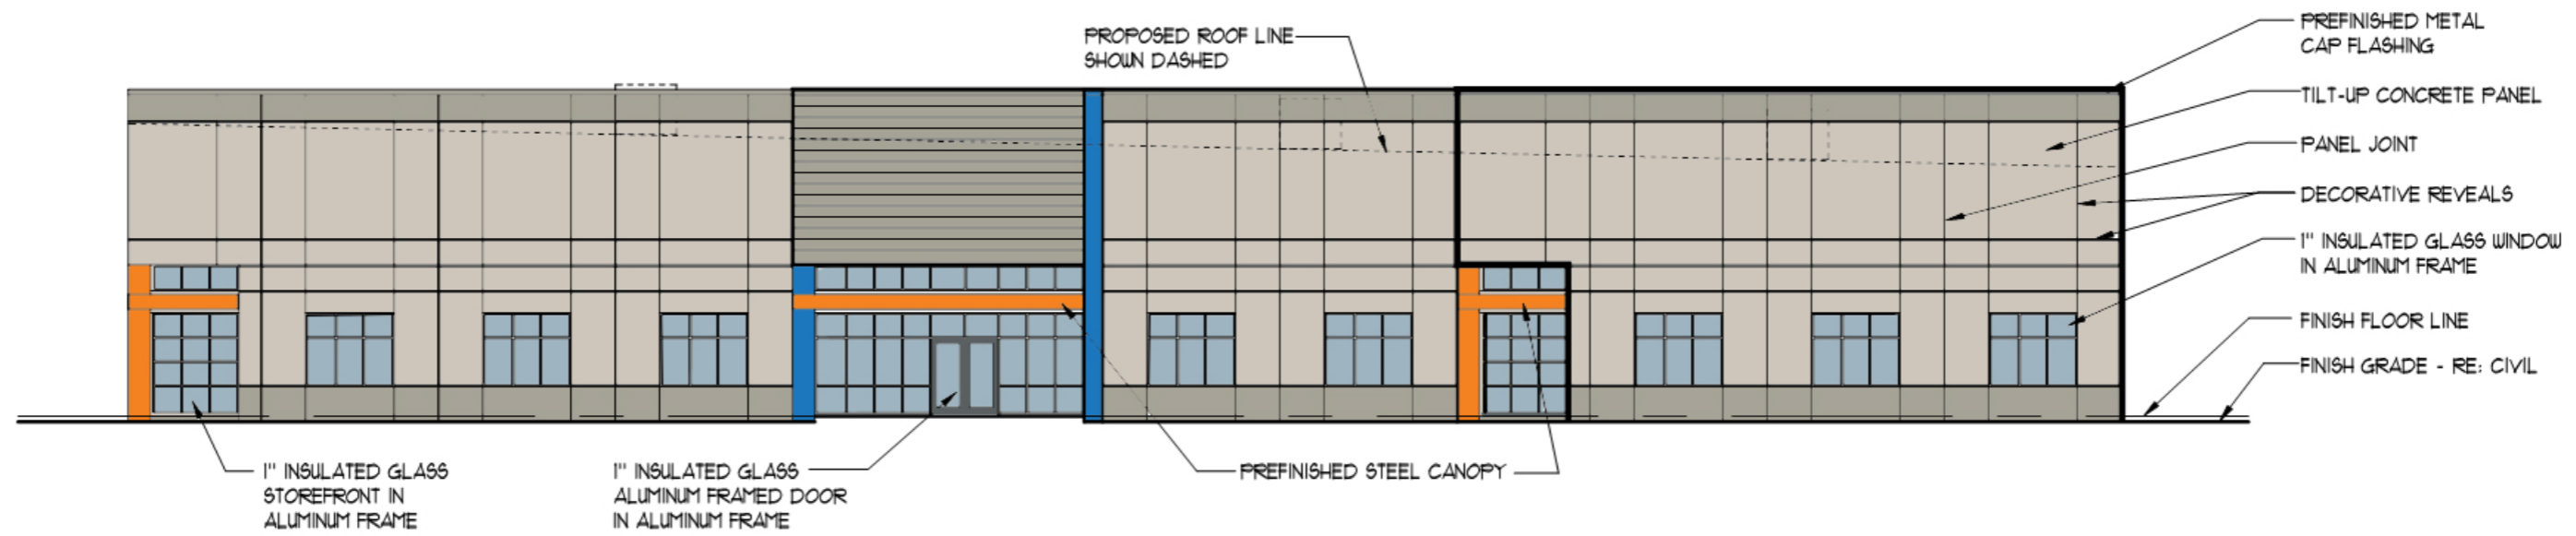 PROPOSED ROOF LINE
SHOWN DASHED
PREFINISHED METAL
CAP FLASHING
TILT-UP CONCRETE PANEL
PANEL JOINT
DECORATIVE REVEALS
1" INSULATED GLASS WINDOW
IN ALUMINUM FRAME
FINISH FLOOR LINE
FINISH GRADE - RE: CIVIL
1" INSULATED GLASS
STOREFRONT IN
ALUMINUM FRAME
1" INSULATED GLASS
ALUMINUM FRAMED DOOR
IN ALUMINUM FRAME
PREFINISHED STEEL CANOPY